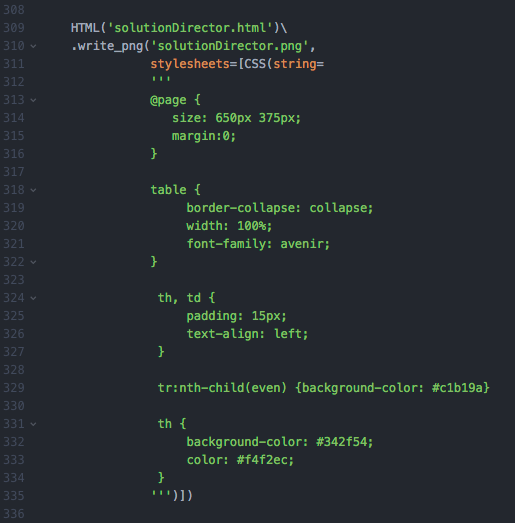 308
309 HTML('solutionDirector.html')\
310 .write_png('solutionDirector.png',
311 stylesheets=[CSS(string=
312 '''
313 @page {
314 size: 650px 375px;
315 margin:0;
316 }
317
318 table {
319 border-collapse: collapse;
320 width: 100%;
321 font-family: avenir;
322 }
323
324 th, td {
325 padding: 15px;
326 text-align: left;
327 }
328
329 tr:nth-child(even) {background-color: #c1b19a}
330
331 th {
332 background-color: #342f54;
333 color: #f4f2ec;
334 }
335 ''')])
336